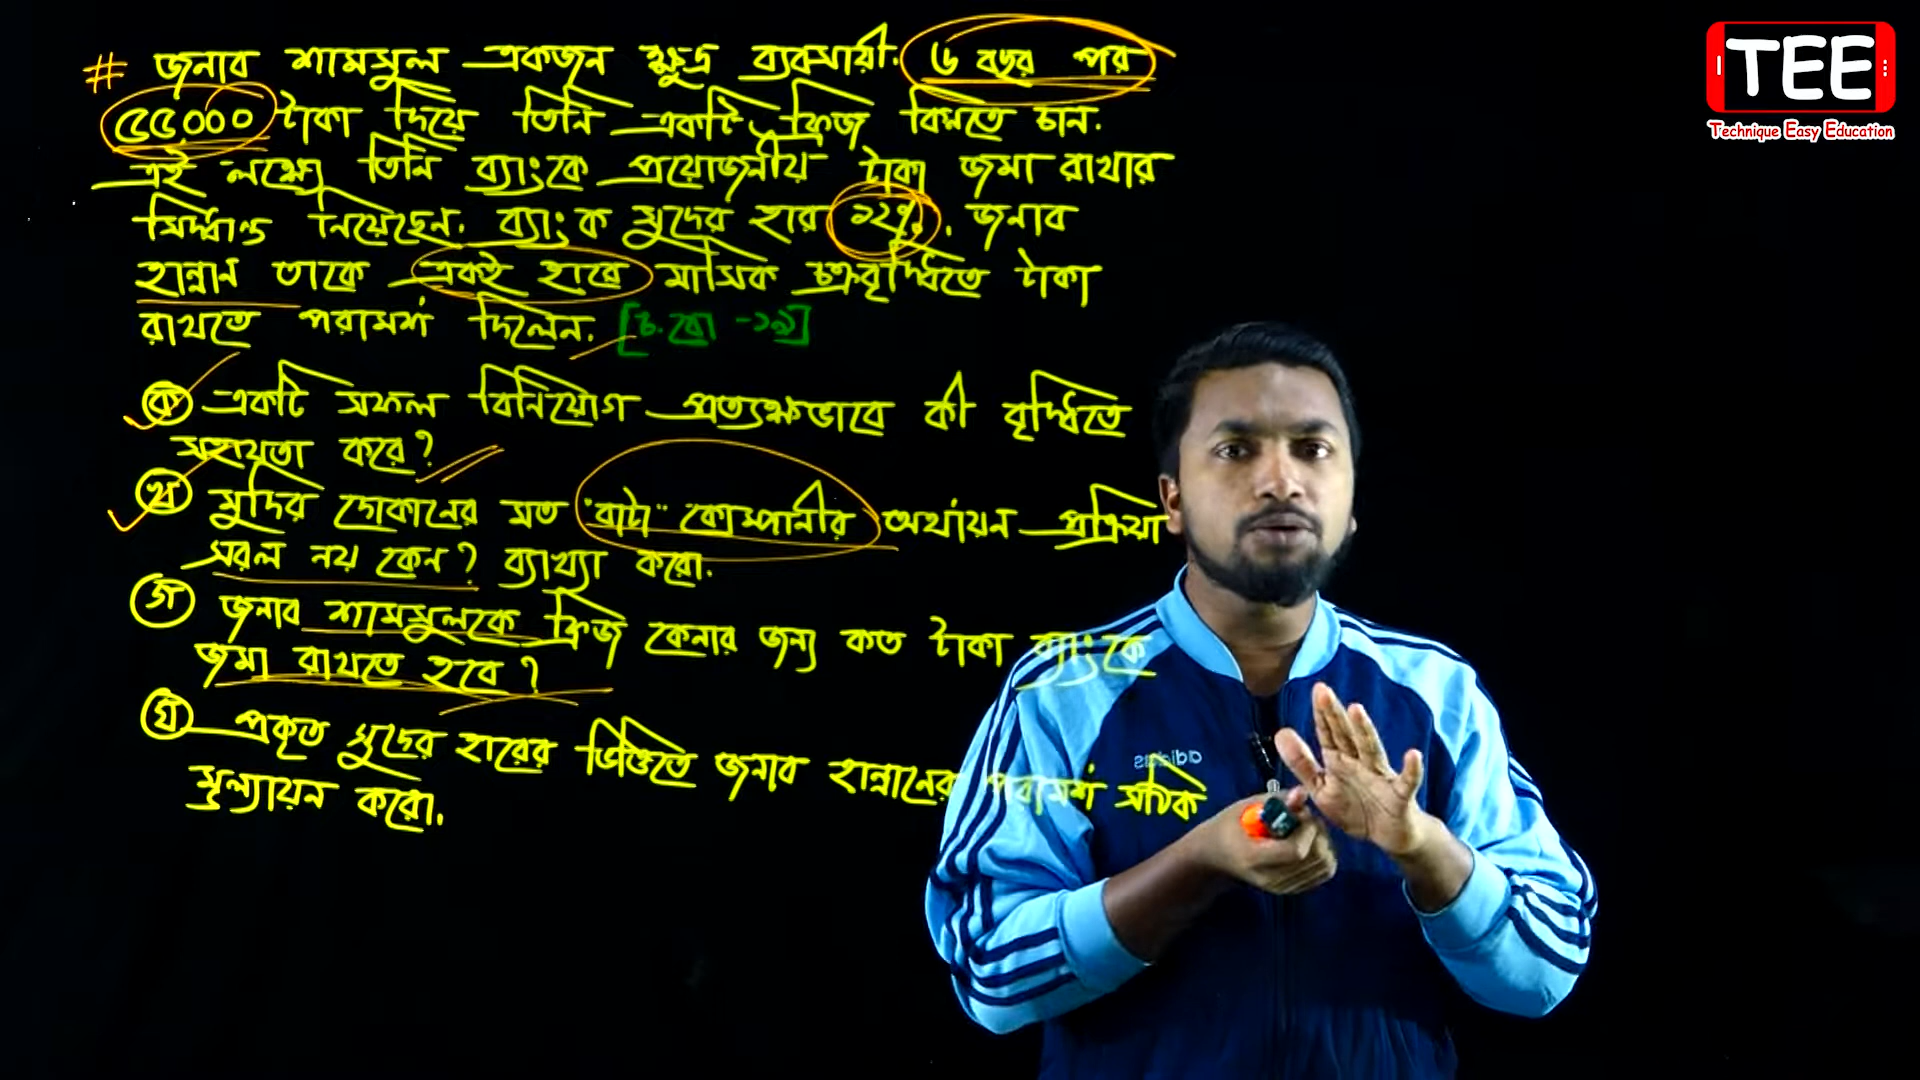 # জনাব শামসুল একজন ক্ষুদ্র ব্যবসায়ী. ৬ বছর পর
৫৫০০০ টাকা দিয়ে তিনি একটি ফ্রিজ কিনতে চান.
এই লক্ষ্যে তিনি ব্যাংকে প্রয়োজনীয় টাকা জমা রাখার
সিদ্ধান্ত নিয়েছেন. ব্যাংক সুদের হার ১২%. জনাব
হান্নান তাকে একই হারে মাসিক চক্রবৃদ্ধিতে টাকা
রাখতে পরামর্শ দিলেন. [চ. বো -১৯]
ক একটি সফল বিনিয়োগ প্রত্যক্ষভাবে কী বৃদ্ধিতে
সহায়তা করে?
খ মুদির দোকানের মত "বাটা" কোম্পানীর অর্থায়ন প্রক্রিয়া
সরল নয় কেন? ব্যাখ্যা করো.
গ জনাব শামসুলকে ফ্রিজ কেনার জন্য কত টাকা ব্যাংকে
জমা রাখতে হবে?
ঘ প্রকৃত সুদের হারের ভিত্তিতে জনাব হান্নানের পরামর্শ সঠিক
মূল্যায়ন করো.
TEE
Technique Easy Education
adidas